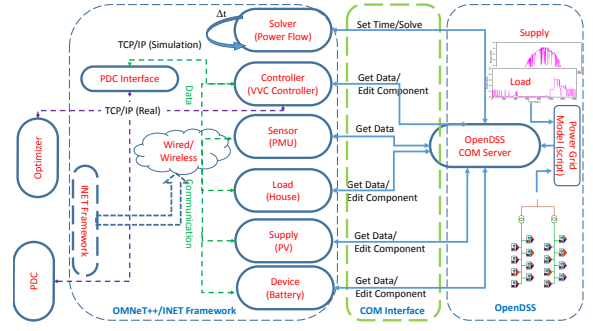 Δt
Solver
(Power Flow)
Set Time/Solve
Supply
TCP/IP (Simulation)
PDC Interface
Data
Controller
(VVC Controller)
Get Data/
Edit Component
Load
TCP/IP (Real)
Optimizer
Wired/
Wireless
Sensor
(PMU)
Get Data
OpenDSS
COM Server
Power Grid
Model (script)
INET Framework
Communication
Load
(House)
Get Data/
Edit Component
Supply
(PV)
Get Data/
Edit Component
PDC
Device
(Battery)
Get Data/
Edit Component
OMNeT++/INET Framework
COM Interface
OpenDSS